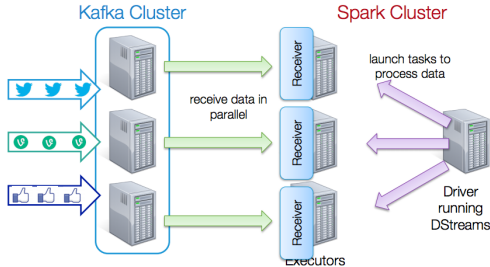 Kafka Cluster
Spark Cluster
Receiver
launch tasks to
process data
receive data in
parallel
Receiver
Driver
running
DStreams
Receiver
Executors